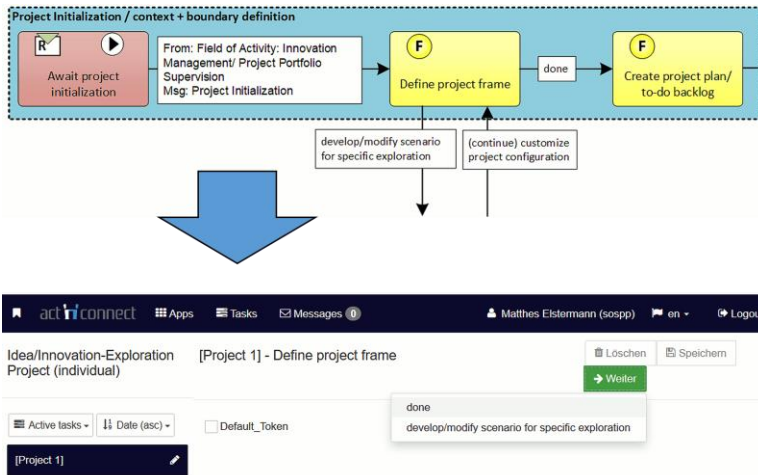 Project Initialization / context + boundary definition
R
Await project
initialization
From: Field of Activity: Innovation
Management/ Project Portfolio
Supervision
Msg: Project Initialization
F
Define project frame
done
F
Create project plan/
to-do backlog
develop/modify scenario
for specific exploration
(continue) customize
project configuration
act'n'connect Apps Tasks Messages 0 Matthes Elstermann (sospp) en Logou
Idea/Innovation-Exploration
Project (individual)
[Project 1] - Define project frame
Löschen Speichern
Weiter
done
develop/modify scenario for specific exploration
Active tasks Date (asc)
Default_Token
[Project 1]